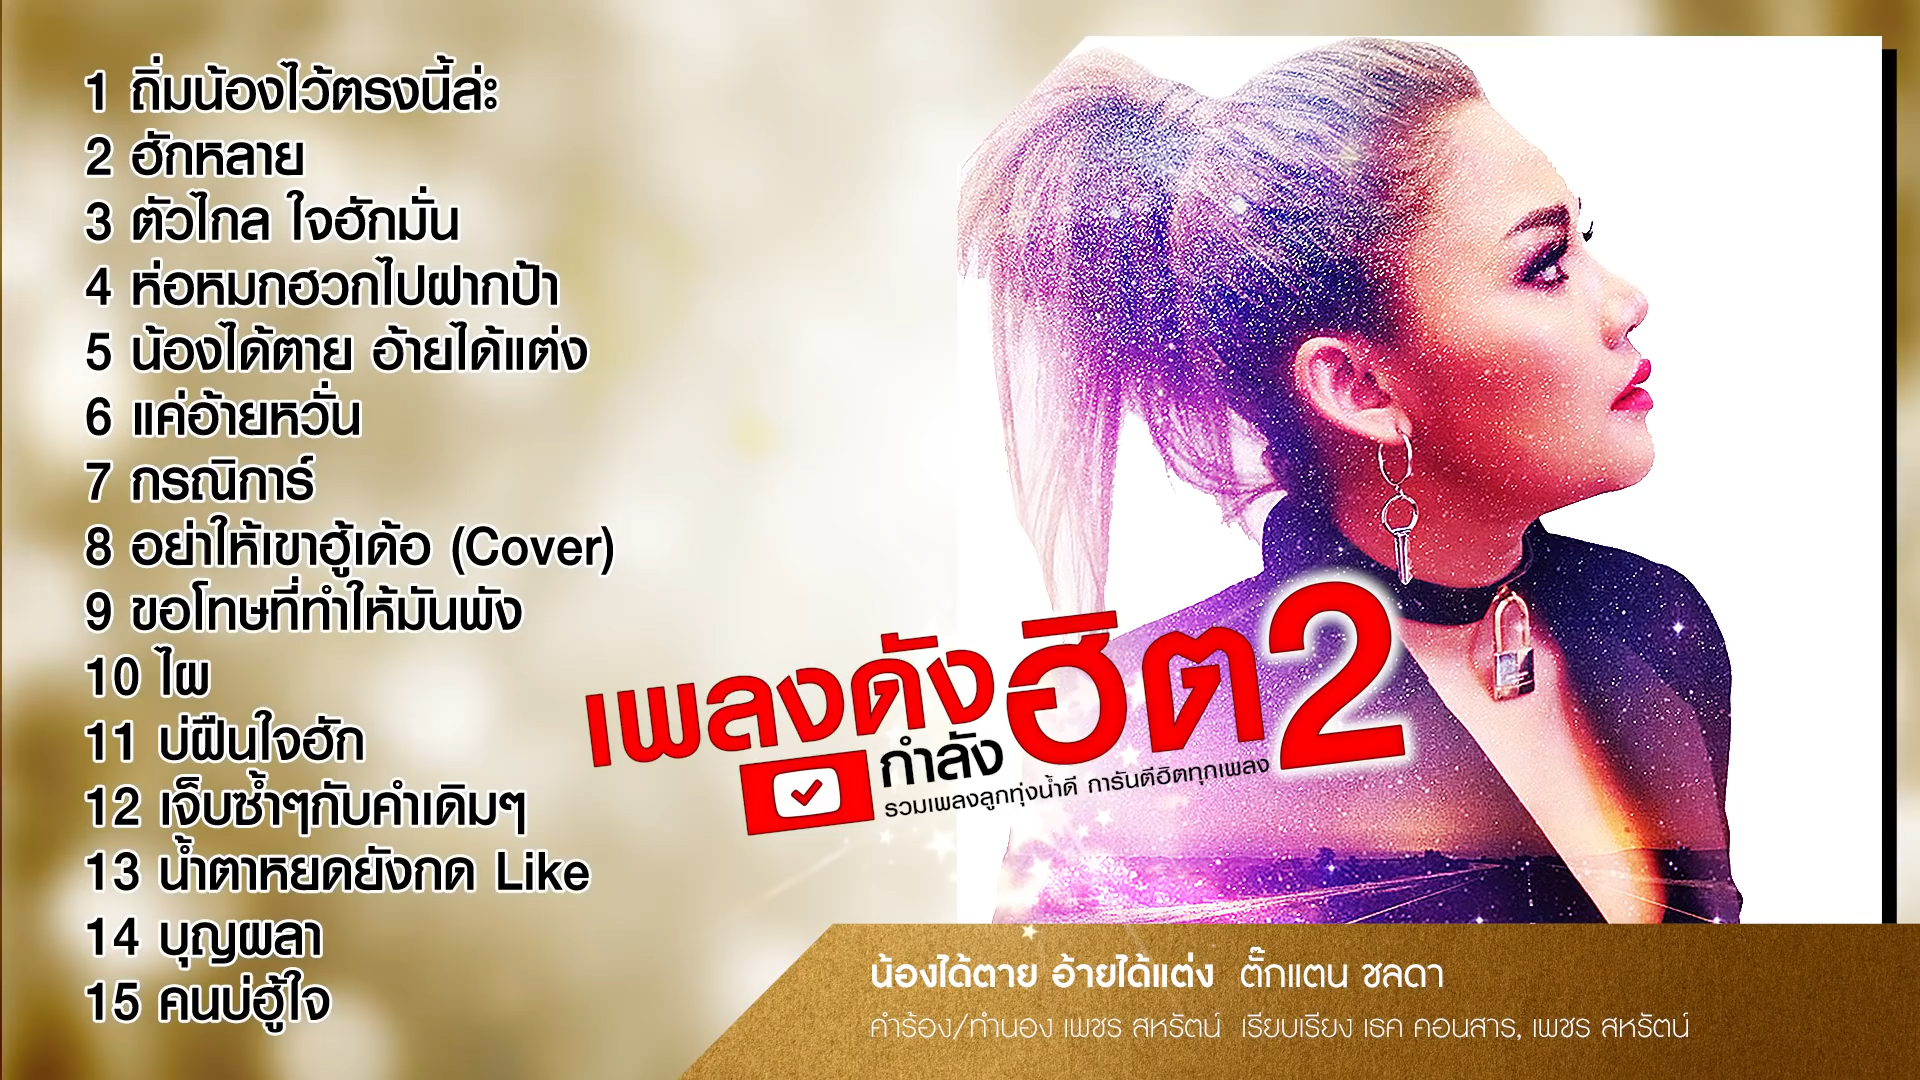 1 ถิ่มน้องไว้ตรงนี้ล่ะ
2 ฮักหลาย
3 ตัวไกล ใจฮักมั่น
4 ห่อหมกฮวกไปฝากป้า
5 น้องได้ตาย อ้ายได้แต่ง
6 แค่อ้ายหวั่น
7 กรณิการ์
8 อย่าให้เขาฮู้เด้อ (Cover)
9 ขอโทษที่ทำให้มันพัง
10 ไผ
11 บ่ฝืนใจฮัก
12 เจ็บซ้ำๆกับคำเดิมๆ
13 น้ำตาหยดยังกด Like
14 บุญผลา
15 คนบ่ฮู้ใจ
เพลงดัง ฮิต 2
กำลัง
รวมเพลงลูกทุ่งน้ำดี การันตีฮิตทุกเพลง
น้องได้ตาย อ้ายได้แต่ง ตั๊กแตน ชลดา
คำร้อง/ทำนอง เพชร สหรัตน์ เรียบเรียง เธค คอนสาร, เพชร สหรัตน์